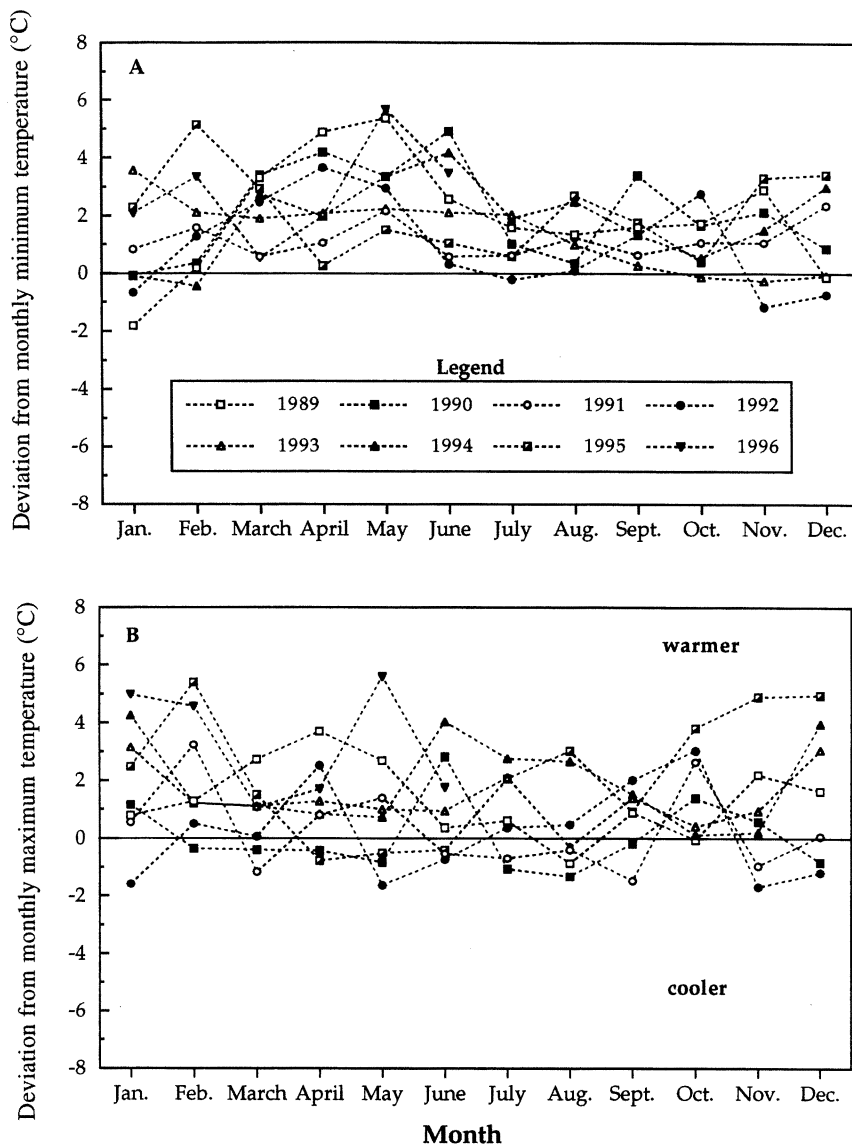 Deviation from monthly minimum temperature (°C)
A
8
6
4
2
0
-2
-4
-6
-8
Legend
1989 1990 1991 1992
1993 1994 1995 1996
Jan. Feb. March April May June July Aug. Sept. Oct. Nov. Dec.
Deviation from monthly maximum temperature (°C)
B
8
6
4
2
0
-2
-4
-6
-8
warmer
cooler
Jan. Feb. March April May June July Aug. Sept. Oct. Nov. Dec.
Month